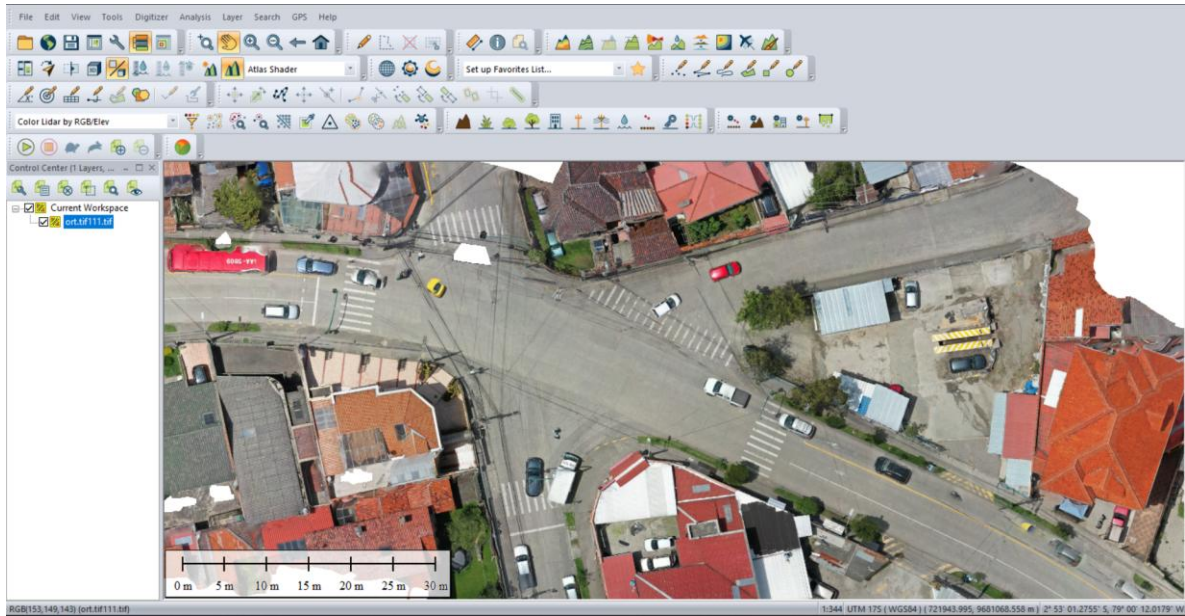 File Edit View Tools Digitizer Analysis Layer Search GPS Help
Atlas Shader
Set up Favorites List...
Color Lidar by RGB/Elev
Control Center (1 Layers, ...
Current Workspace
ort.tif111.tif
0 m 5 m 10 m 15 m 20 m 25 m 30 m
RGB(153,149,143) (ort.tif111.tif)
1:344 UTM 17S ( WGS84 ) ( 721943.995, 9681068.558 m ) 2° 53' 01.2755" S, 79° 00' 12.0179" W